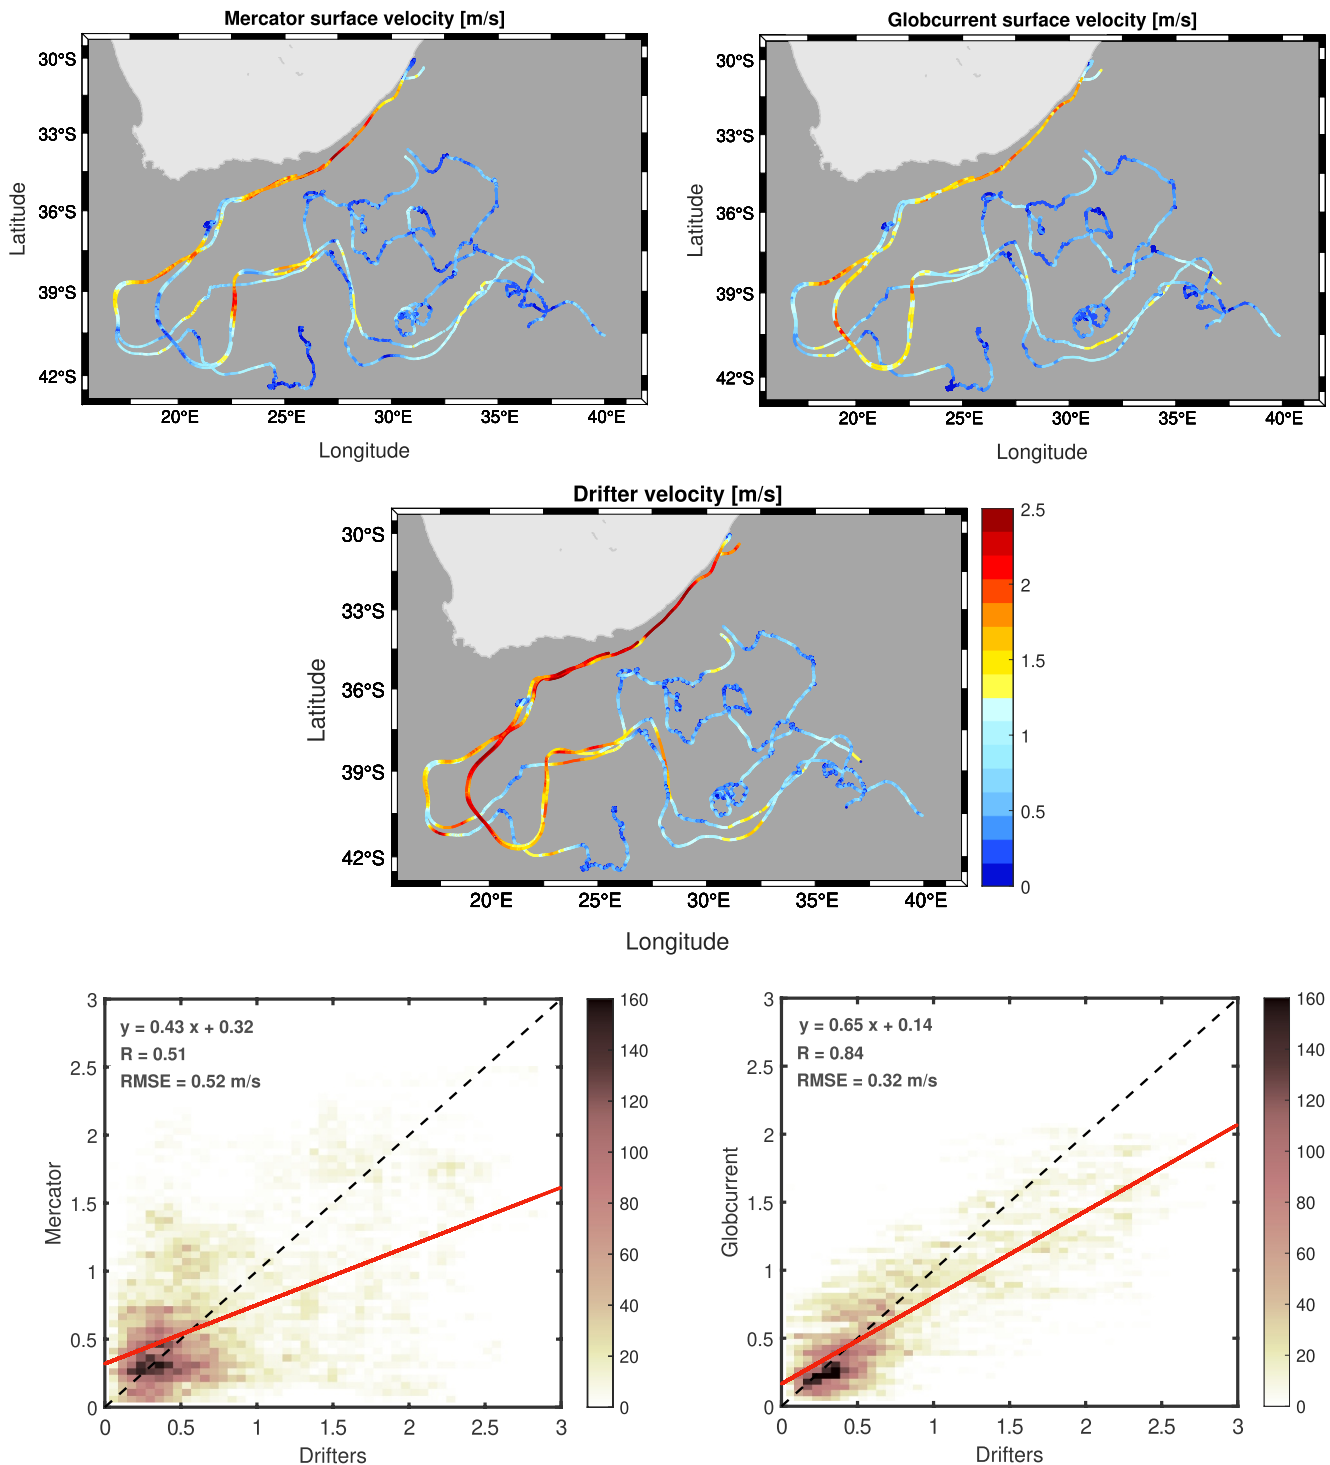 Mercator surface velocity [m/s]
30°S
33°S
36°S
39°S
42°S
Latitude
20°E 25°E 30°E 35°E 40°E
Longitude
Globcurrent surface velocity [m/s]
30°S
33°S
36°S
39°S
42°S
Latitude
20°E 25°E 30°E 35°E 40°E
Longitude
Drifter velocity [m/s]
30°S
33°S
36°S
39°S
42°S
Latitude
20°E 25°E 30°E 35°E 40°E
Longitude
2.5
2
1.5
1
0.5
0
y = 0.43 x + 0.32
R = 0.51
RMSE = 0.52 m/s
3
2.5
2
1.5
1
0.5
0
Mercator
0 0.5 1 1.5 2 2.5 3
Drifters
160
140
120
100
80
60
40
20
0
y = 0.65 x + 0.14
R = 0.84
RMSE = 0.32 m/s
3
2.5
2
1.5
1
0.5
0
Globcurrent
0 0.5 1 1.5 2 2.5 3
Drifters
160
140
120
100
80
60
40
20
0